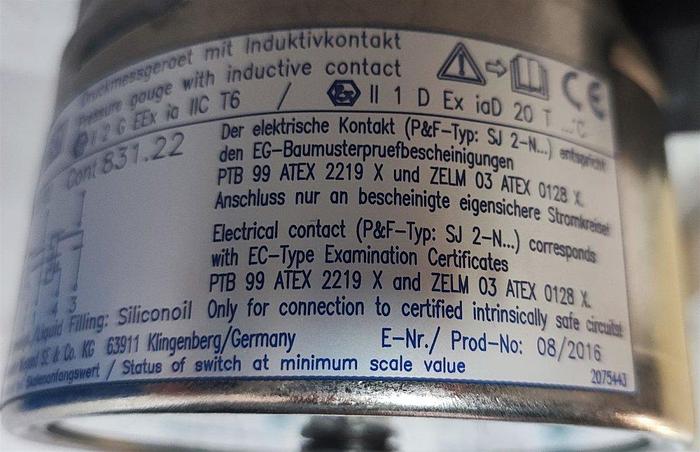 Druckmessgeraet mit Induktivkontakt
Pressure gauge with inductive contact
2 G EEx ia IIC T6 / Ex II 1 D Ex iaD 20 T ...°C
CE
Cont 831.22
Der elektrische Kontakt (P&F-Typ: SJ 2-N...) entspricht
den EG-Baumusterpruefbescheinigungen
PTB 99 ATEX 2219 X und ZELM 03 ATEX 0128 X.
Anschluss nur an bescheinigte eigensichere Stromkreise!
Electrical contact (P&F-Typ: SJ 2-N...) corresponds
with EC-Type Examination Certificates
PTB 99 ATEX 2219 X and ZELM 03 ATEX 0128 X.
Only for connection to certified intrinsically safe circuits!
3
/Liquid Filling: Siliconoil
SE & Co. KG 63911 Klingenberg/Germany E-Nr./ Prod-No: 08/2016
Skalenanfangswert / Status of switch at minimum scale value
2075443